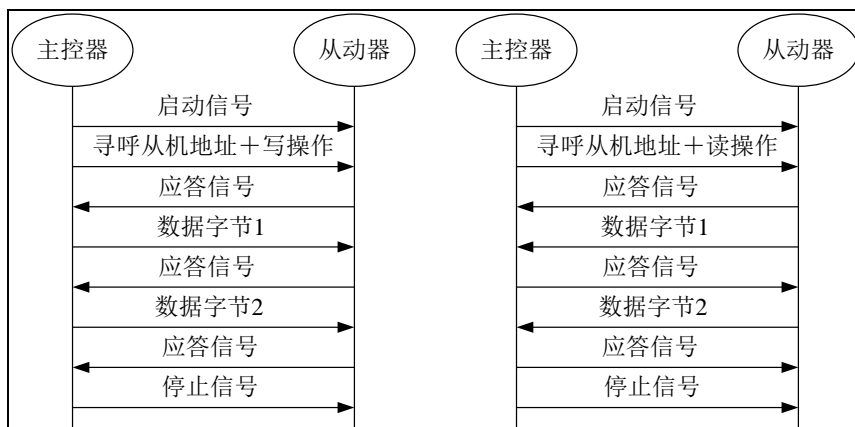 主控器
从动器
启动信号
寻呼从机地址＋写操作
应答信号
数据字节1
应答信号
数据字节2
应答信号
停止信号
主控器
从动器
启动信号
寻呼从机地址＋读操作
应答信号
数据字节1
应答信号
数据字节2
应答信号
停止信号